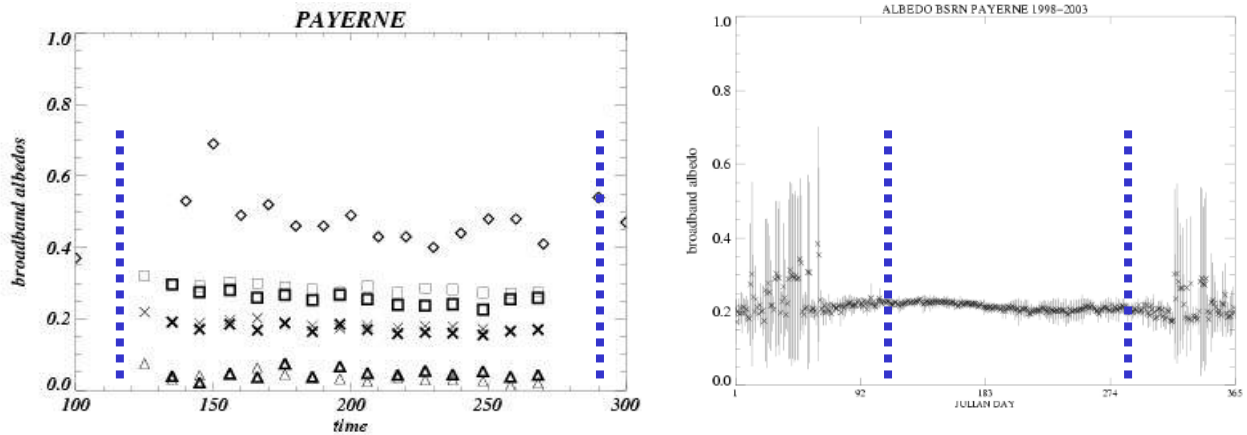 PAYERNE
1.0
0.8
0.6
0.4
0.2
0.0
broadband albedos
100 150 200 250 300
time
ALBEDO BSRN PAYERNE 1998-2003
1.0
0.8
0.6
0.4
0.2
0.0
broadband albedo
1 92 183 274 365
JULIAN DAY